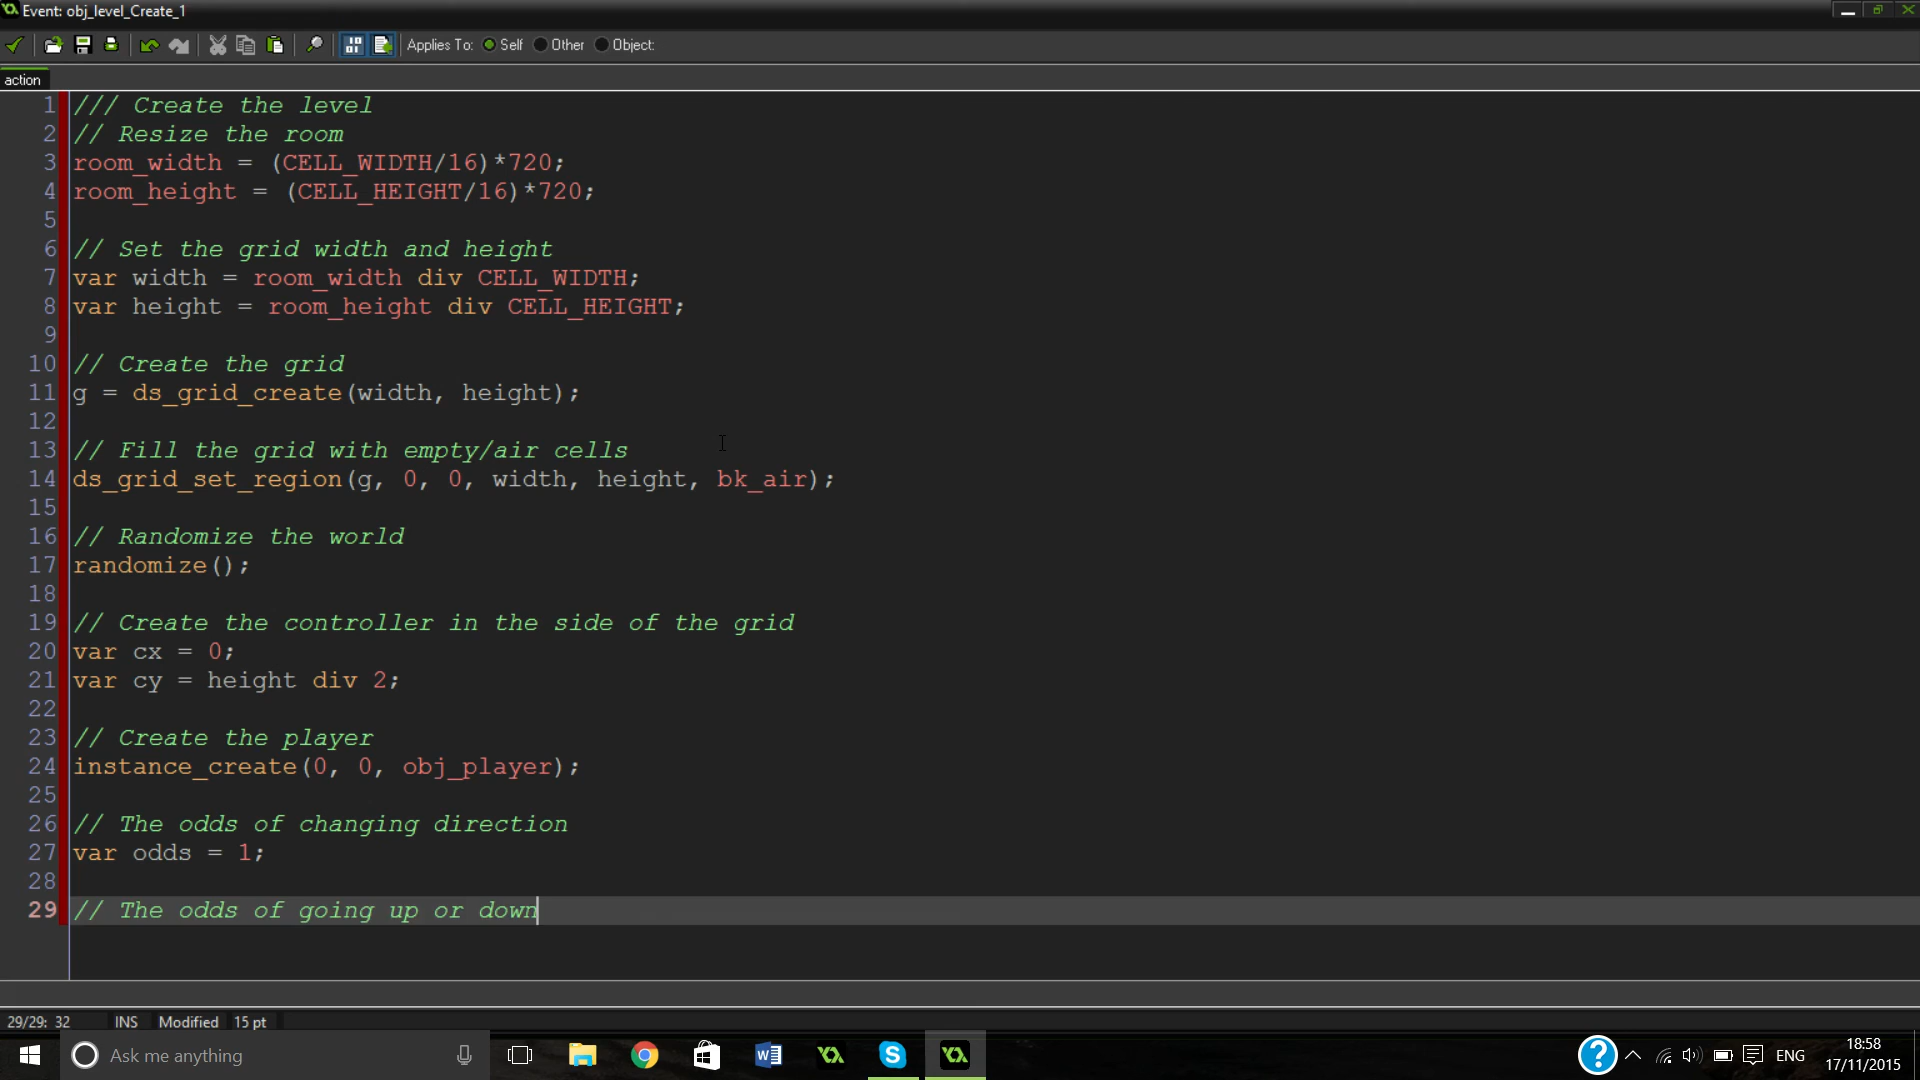 Event: obj_level_Create_1
Applies To: Self Other Object:
action
1 /// Create the level
2 // Resize the room
3 room_width = (CELL_WIDTH/16)*720;
4 room_height = (CELL_HEIGHT/16)*720;
5
6 // Set the grid width and height
7 var width = room_width div CELL_WIDTH;
8 var height = room_height div CELL_HEIGHT;
9
10 // Create the grid
11 g = ds_grid_create(width, height);
12
13 // Fill the grid with empty/air cells
14 ds_grid_set_region(g, 0, 0, width, height, bk_air);
15
16 // Randomize the world
17 randomize();
18
19 // Create the controller in the side of the grid
20 var cx = 0;
21 var cy = height div 2;
22
23 // Create the player
24 instance_create(0, 0, obj_player);
25
26 // The odds of changing direction
27 var odds = 1;
28
29 // The odds of going up or down
29/29: 32 INS Modified 15 pt
Ask me anything
ENG
18:58
17/11/2015